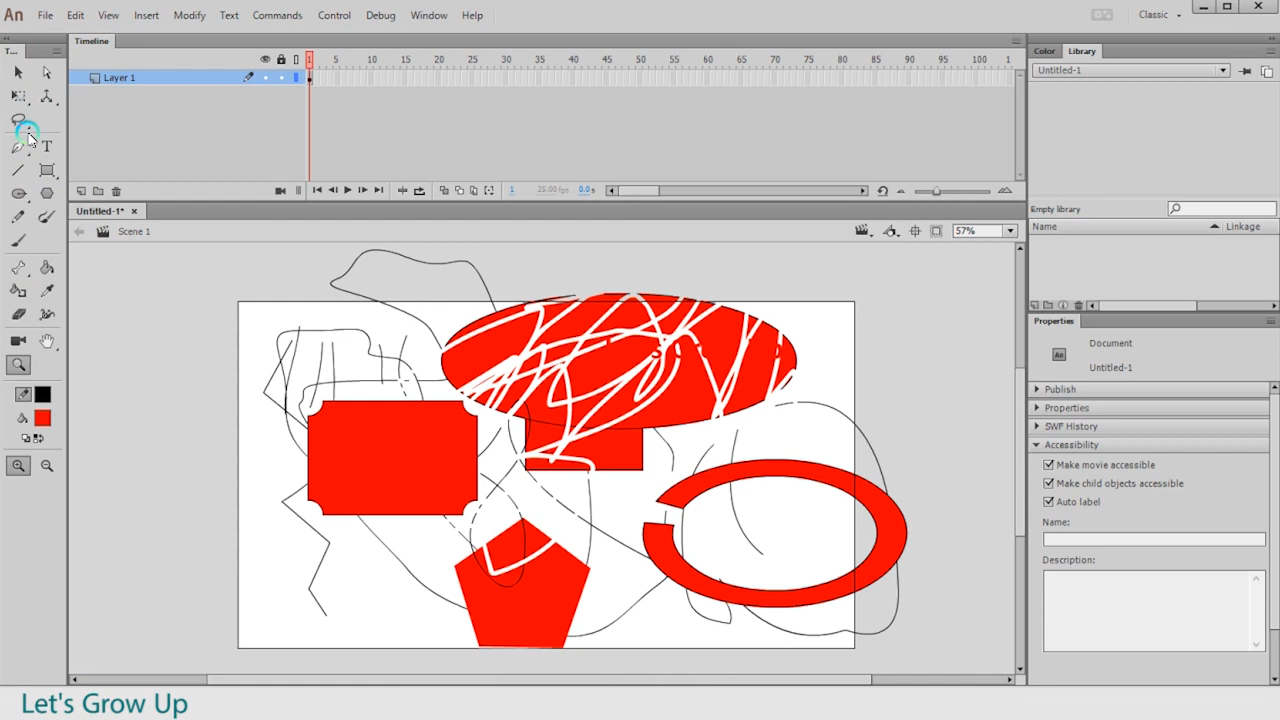 An File Edit View Insert Modify Text Commands Control Debug Window Help Classic
T...
Timeline
Color Library
1 5 10 15 20 25 30 35 40 45 50 55 60 65 70 75 80 85 90 95 100 1
Untitled-1
Layer 1
1 25.00 fps 0.0 s
Untitled-1* ×
Empty library
Scene 1
57%
Name Linkage
Properties
Document
An
Untitled-1
Publish
Properties
SWF History
Accessibility
Make movie accessible
Make child objects accessible
Auto label
Name:
Description:
T
Let's Grow Up